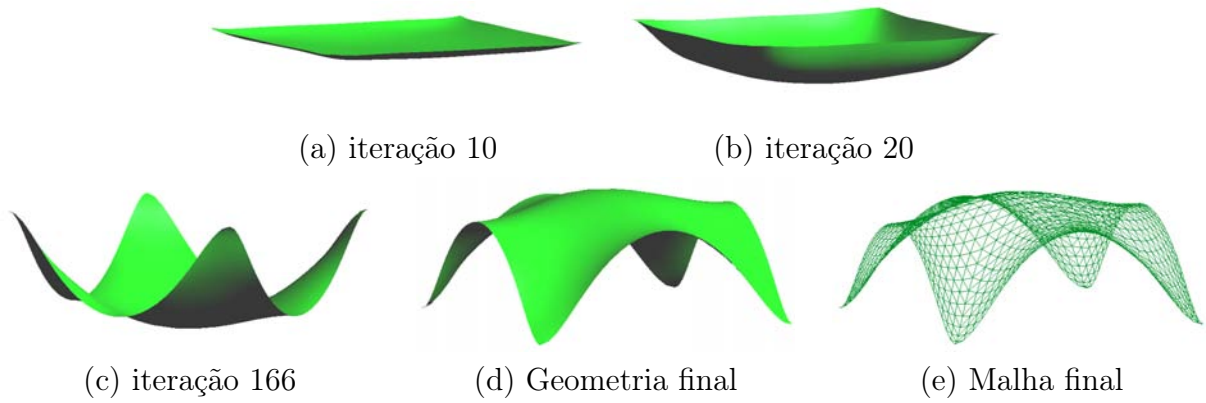 (a) iteração 10
(b) iteração 20
(c) iteração 166
(d) Geometria final
(e) Malha final